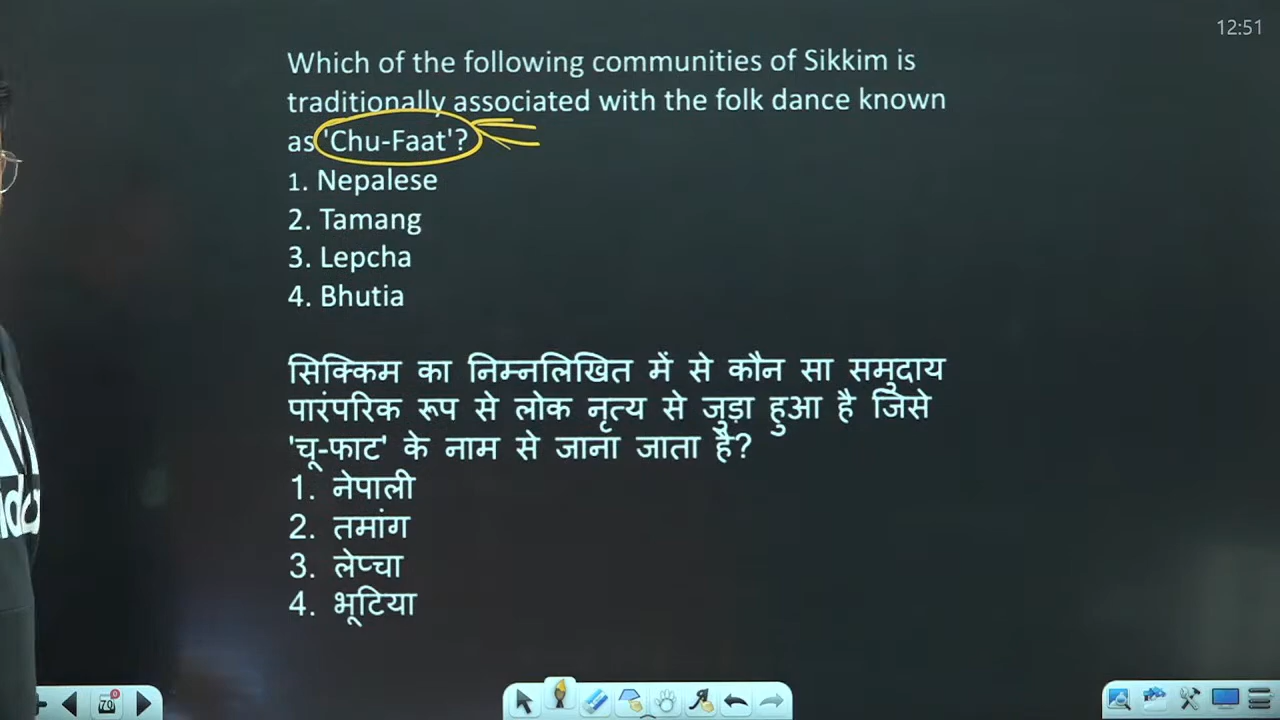 12:51
Which of the following communities of Sikkim is
traditionally associated with the folk dance known
as 'Chu-Faat'?
1. Nepalese
2. Tamang
3. Lepcha
4. Bhutia
सिक्किम का निम्नलिखित में से कौन सा समुदाय
पारंपरिक रूप से लोक नृत्य से जुड़ा हुआ है जिसे
'चू-फाट' के नाम से जाना जाता है?
1. नेपाली
2. तमांग
3. लेप्चा
4. भूटिया